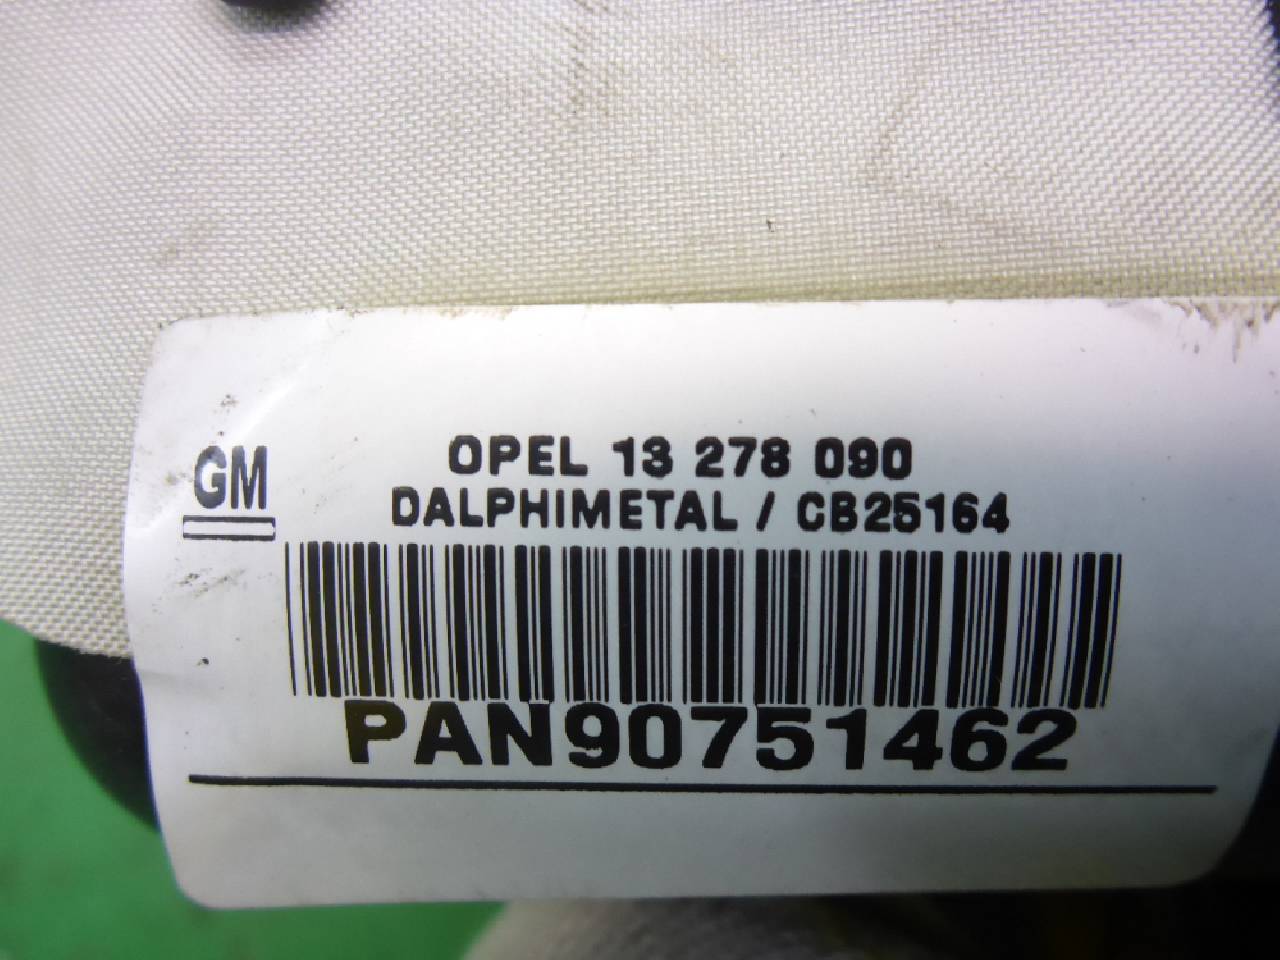 GM
OPEL 13 278 090
DALPHIMETAL / CB25164
PAN90751462